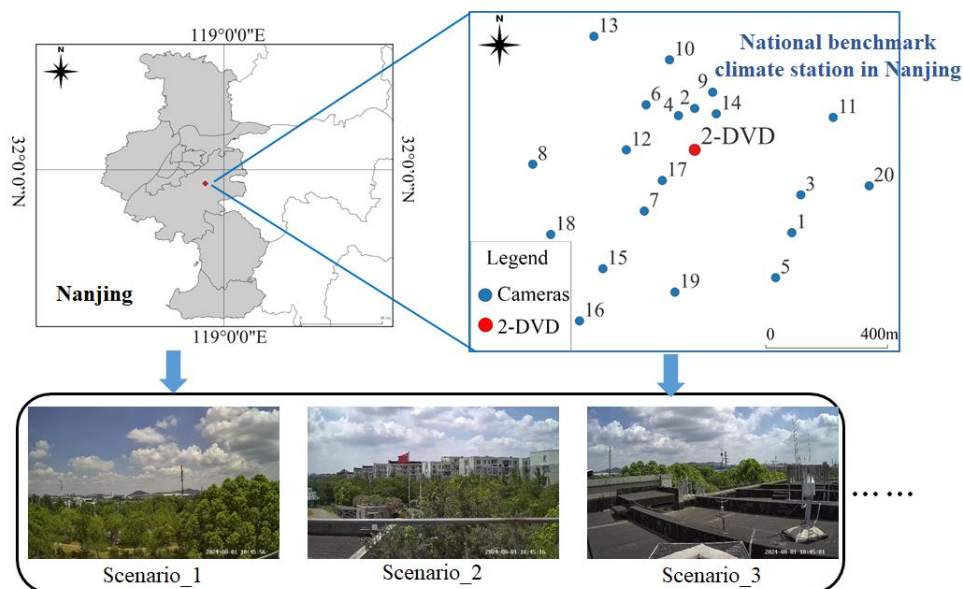 119°0'0"E
N
32°0'0"N
32°0'0"N
Nanjing
119°0'0"E
N
National benchmark
climate station in Nanjing
13
10
9
6
2
4
14
11
2-DVD
12
8
17
20
3
7
1
18
15
5
19
16
Legend
Cameras
2-DVD
0
400m
2024-08-01 10:45:56
2024-08-01 10:45:16
2024-08-01 10:45:01
Scenario_1
Scenario_2
Scenario_3
... ...